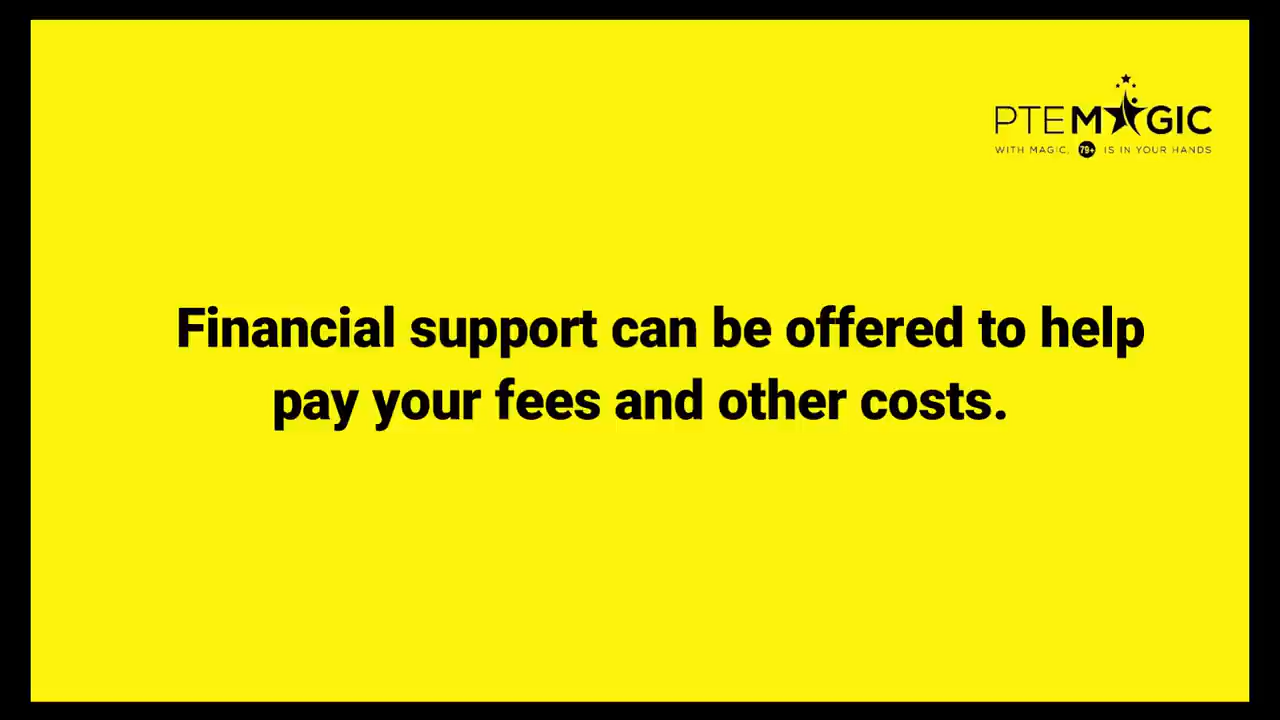 PTEMAGIC
WITH MAGIC, 79+ IS IN YOUR HANDS
Financial support can be offered to help
pay your fees and other costs.